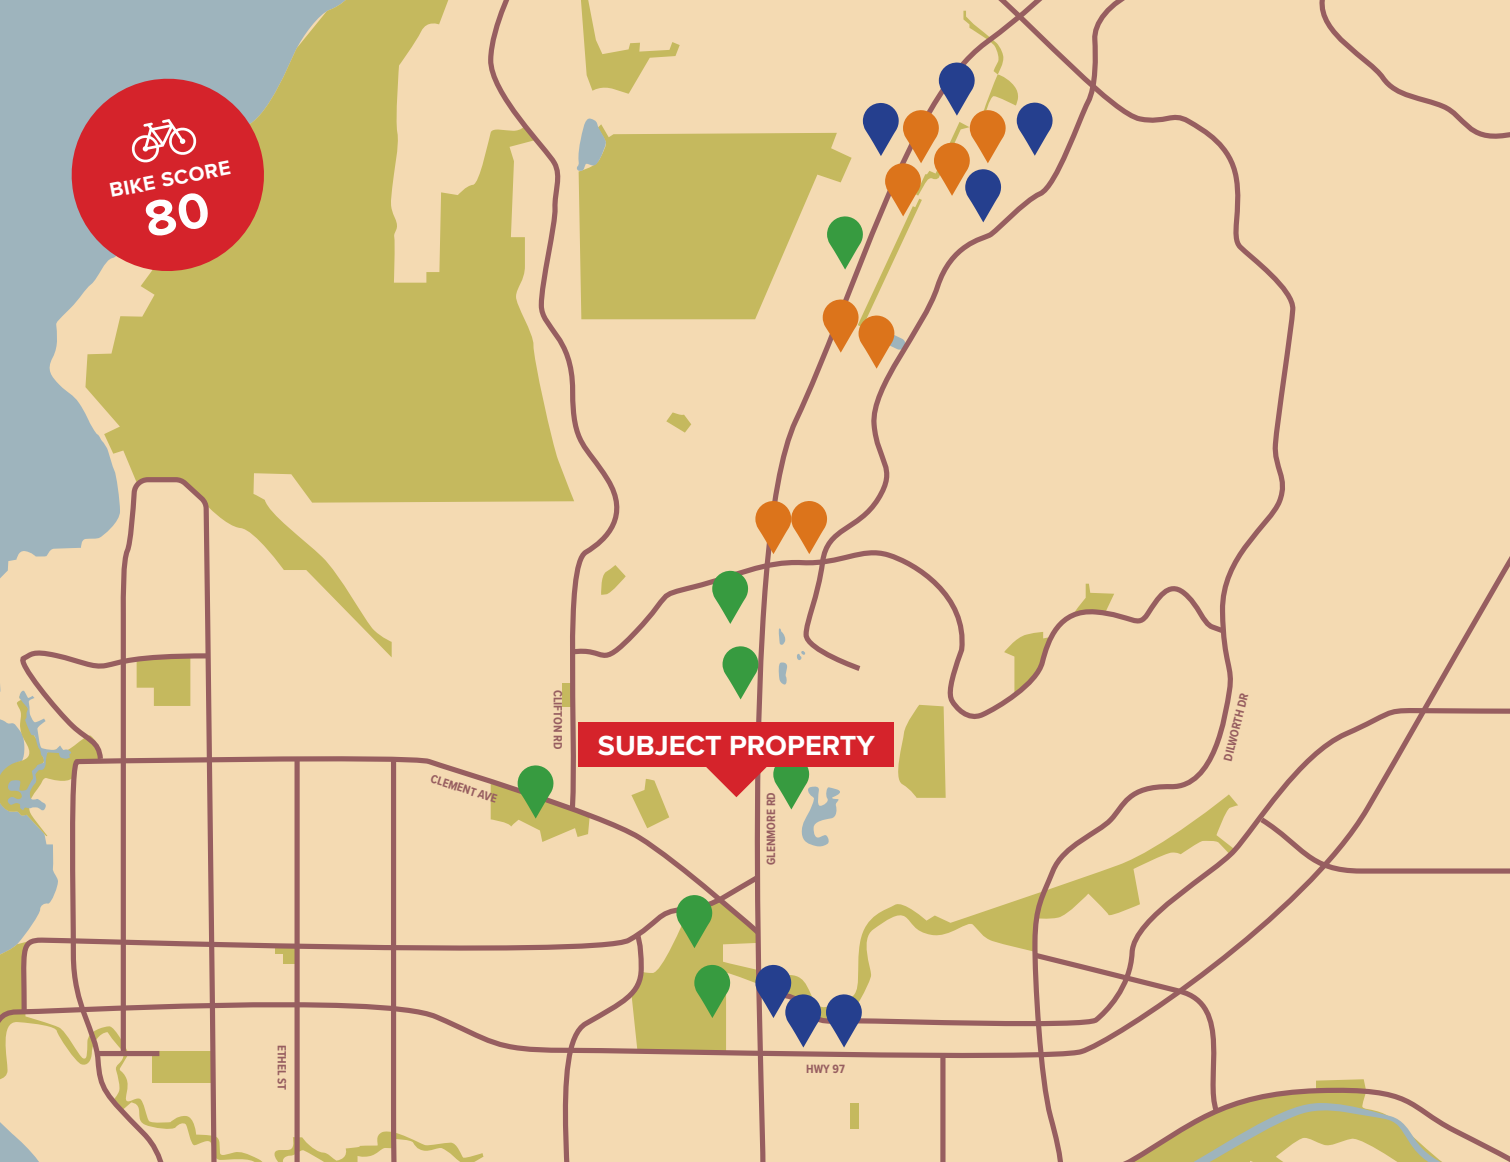 BIKE SCORE
80
CLIFTON RD
SUBJECT PROPERTY
DILWORTH DR
CLEMENT AVE
GLENMORE RD
ETHEL ST
HWY 97